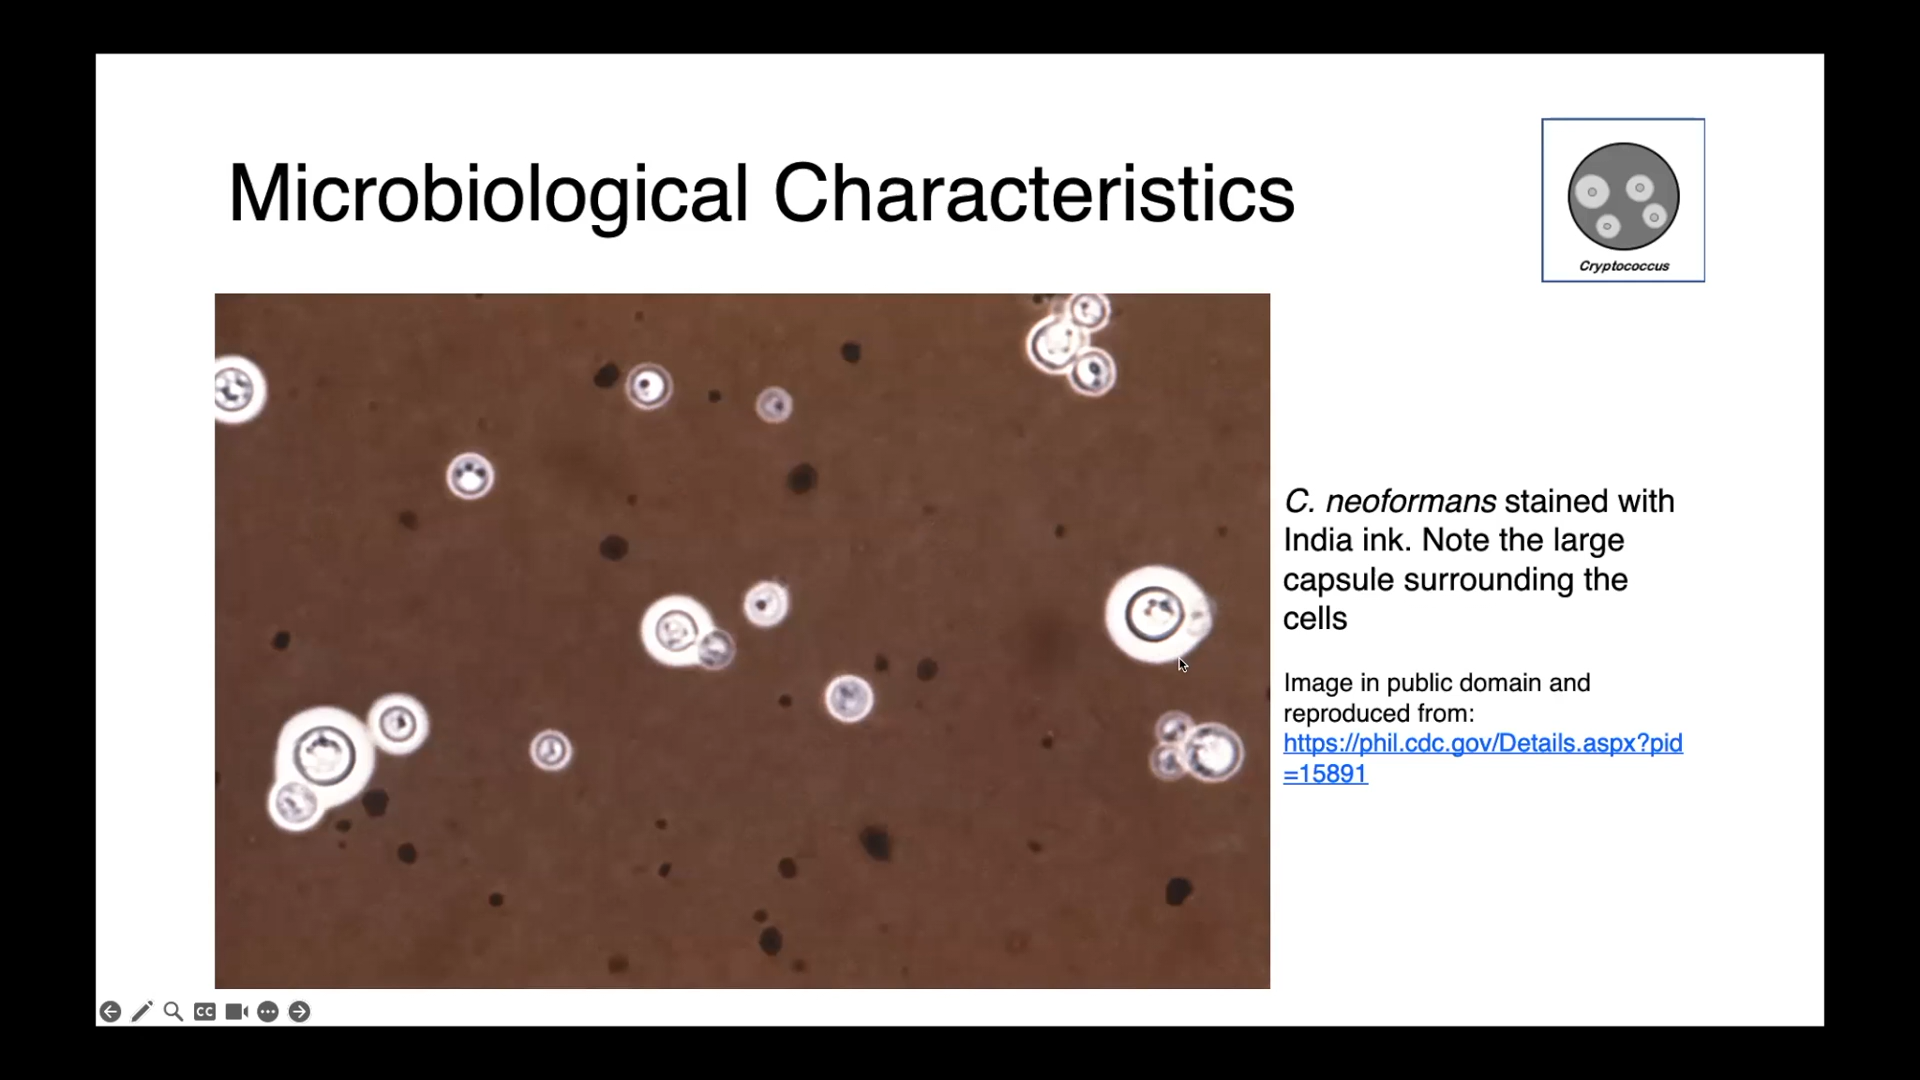 Microbiological Characteristics
Cryptococcus
C. neoformans stained with
India ink. Note the large
capsule surrounding the
cells
Image in public domain and
reproduced from:
https://phil.cdc.gov/Details.aspx?pid
=15891
CC